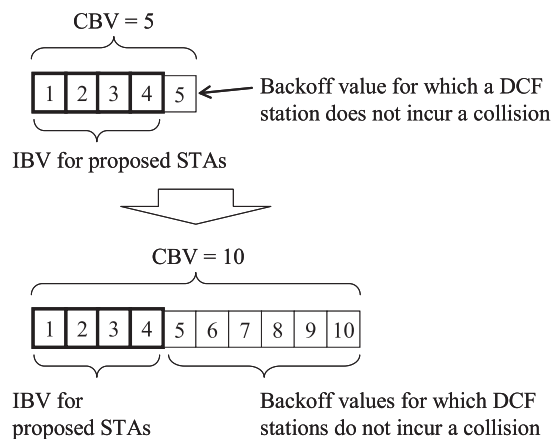 CBV = 5
1 2 3 4 5
Backoff value for which a DCF
station does not incur a collision
IBV for proposed STAs
CBV = 10
1 2 3 4 5 6 7 8 9 10
IBV for
proposed STAs
Backoff values for which DCF
stations do not incur a collision